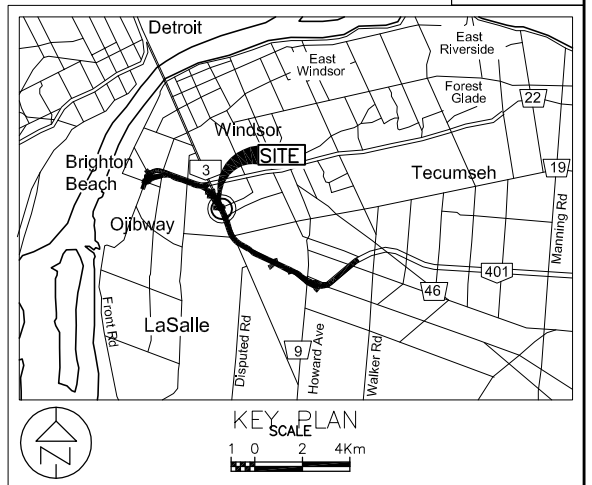 Detroit
East
Riverside
East
Windsor
Forest
Glade
22
Windsor
SITE
3
Brighton
Beach
Tecumseh
19
Ojibway
Manning Rd
401
46
Front Rd
LaSalle
Disputed Rd
9
Howard Ave
Walker Rd
N
KEY PLAN
SCALE
1 0 2 4Km